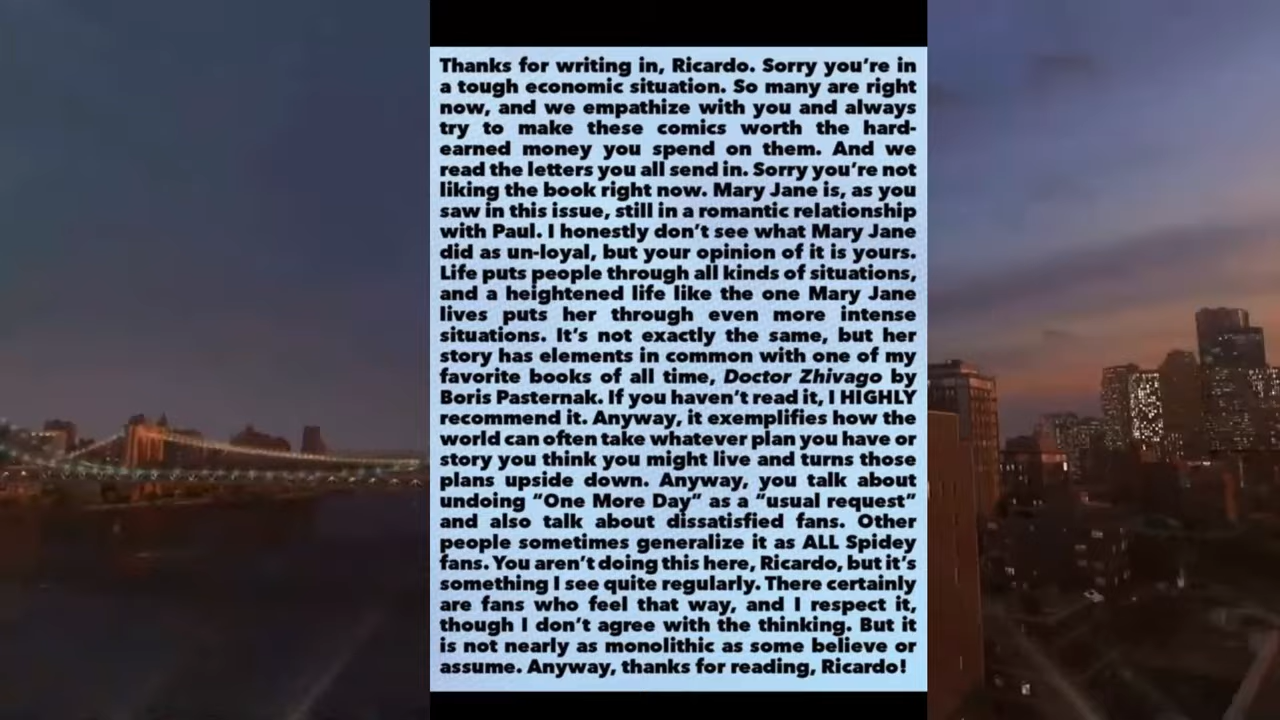 Thanks for writing in, Ricardo. Sorry you're in
a tough economic situation. So many are right
now, and we empathize with you and always
try to make these comics worth the hard-
earned money you spend on them. And we
read the letters you all send in. Sorry you're not
liking the book right now. Mary Jane is, as you
saw in this issue, still in a romantic relationship
with Paul. I honestly don't see what Mary Jane
did as un-loyal, but your opinion of it is yours.
Life puts people through all kinds of situations,
and a heightened life like the one Mary Jane
lives puts her through even more intense
situations. It's not exactly the same, but her
story has elements in common with one of my
favorite books of all time, Doctor Zhivago by
Boris Pasternak. If you haven't read it, I HIGHLY
recommend it. Anyway, it exemplifies how the
world can often take whatever plan you have or
story you think you might live and turns those
plans upside down. Anyway, you talk about
undoing "One More Day" as a "usual request"
and also talk about dissatisfied fans. Other
people sometimes generalize it as ALL Spidey
fans. You aren't doing this here, Ricardo, but it's
something I see quite regularly. There certainly
are fans who feel that way, and I respect it,
though I don't agree with the thinking. But it
is not nearly as monolithic as some believe or
assume. Anyway, thanks for reading, Ricardo!